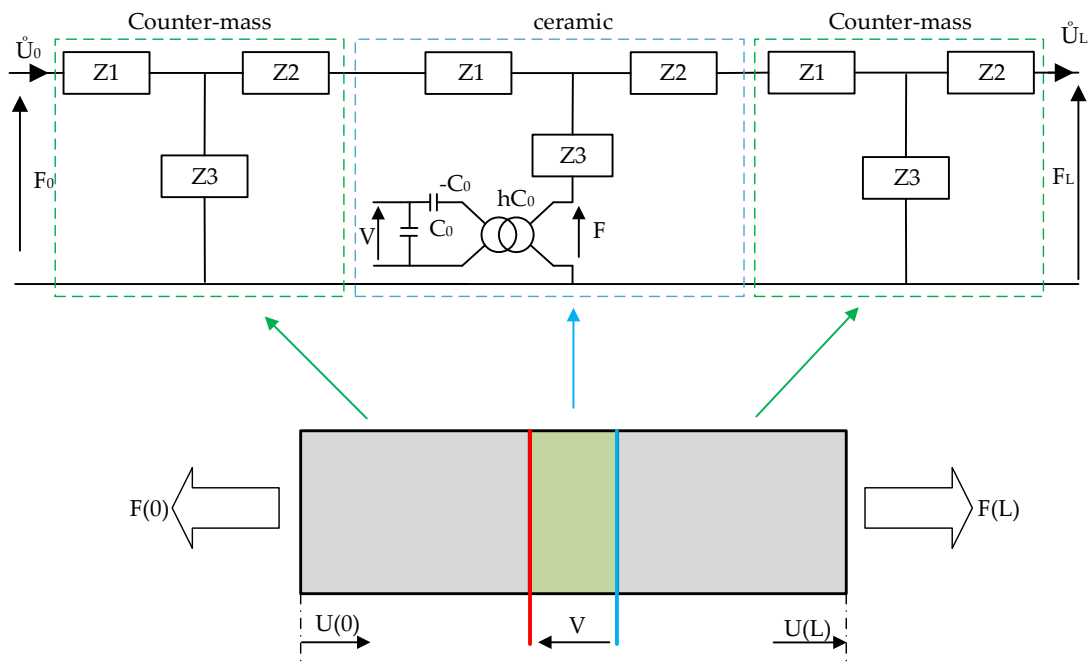 Counter-mass
ceramic
Counter-mass
Ů₀
Z1
Z2
Z1
Z2
Z1
Z2
ŮL
F₀
Z3
Z3
Z3
FL
-C₀
hC₀
V
C₀
F
F(0)
F(L)
U(0)
V
U(L)